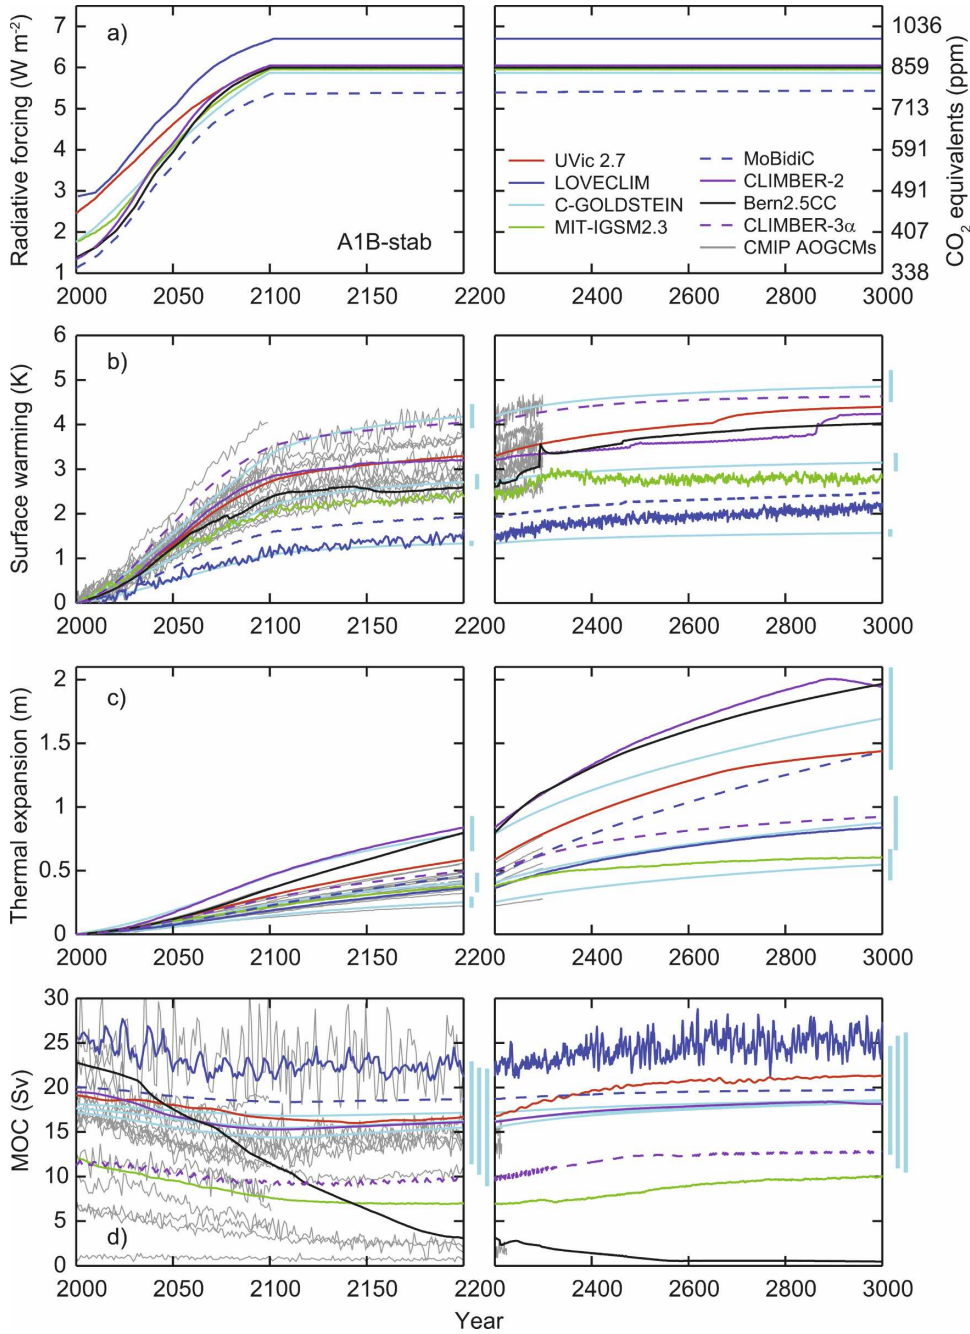 a)
Radiative forcing (W m-2)
7
6
5
4
3
2
1
2000 2050 2100 2150 2200 2400 2600 2800 3000
A1B-stab
UVic 2.7
LOVECLIM
C-GOLDSTEIN
MIT-IGSM2.3
MoBidiC
CLIMBER-2
Bern2.5CC
CLIMBER-3α
CMIP AOGCMs
1036
859
713
591
491
407
338
CO2 equivalents (ppm)
b)
Surface warming (K)
6
5
4
3
2
1
0
2000 2050 2100 2150 2200 2200 2400 2600 2800 3000
c)
Thermal expansion (m)
2
1.5
1
0.5
0
2000 2050 2100 2150 2200 2200 2400 2600 2800 3000
MOC (Sv)
30
25
20
15
10
5
0
d)
2000 2050 2100 2150 2200 2200 2400 2600 2800 3000
Year